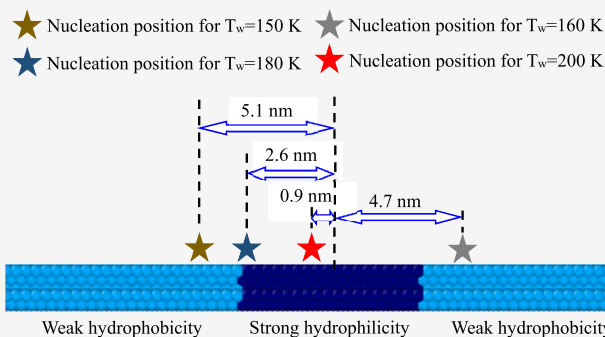 Nucleation position for Tw=150 K
Nucleation position for Tw=160 K
Nucleation position for Tw=180 K
Nucleation position for Tw=200 K
5.1 nm
2.6 nm
0.9 nm
4.7 nm
Weak hydrophobicity
Strong hydrophilicity
Weak hydrophobicity